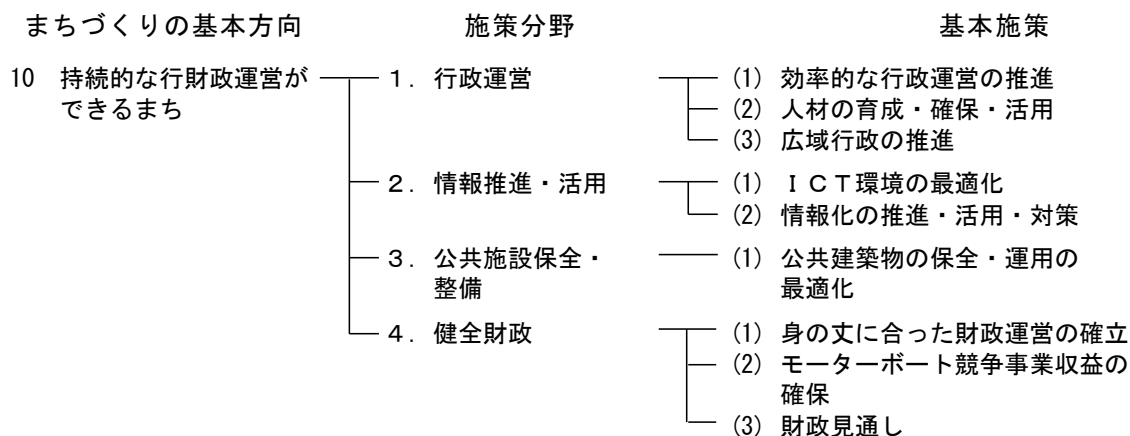 まちづくりの基本方向 施策分野 基本施策
10 持続的な行財政運営が
できるまち
1. 行政運営
(1) 効率的な行政運営の推進
(2) 人材の育成・確保・活用
(3) 広域行政の推進
2. 情報推進・活用
(1) ICT環境の最適化
(2) 情報化の推進・活用・対策
3. 公共施設保全・
整備
(1) 公共建築物の保全・運用の
最適化
4. 健全財政
(1) 身の丈に合った財政運営の確立
(2) モーターボート競争事業収益の
確保
(3) 財政見通し